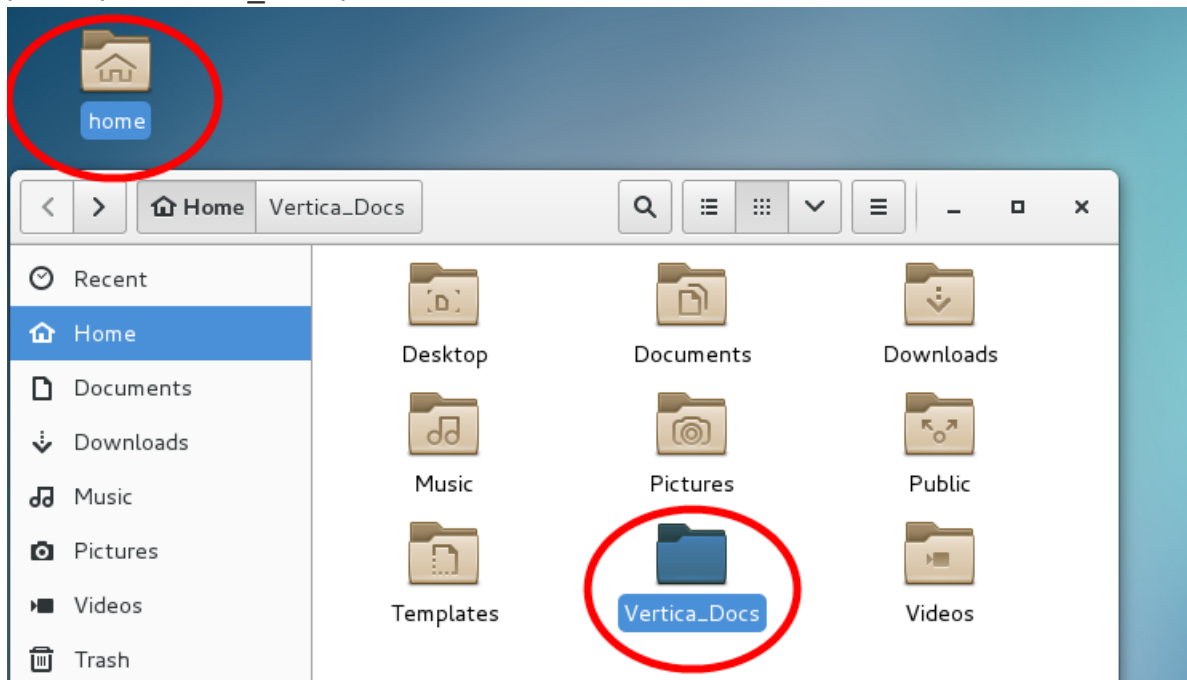 home
Home Vertica_Docs
Recent
Home
Documents
Downloads
Music
Pictures
Videos
Trash
Desktop Documents Downloads
Music Pictures Public
Templates Vertica_Docs Videos